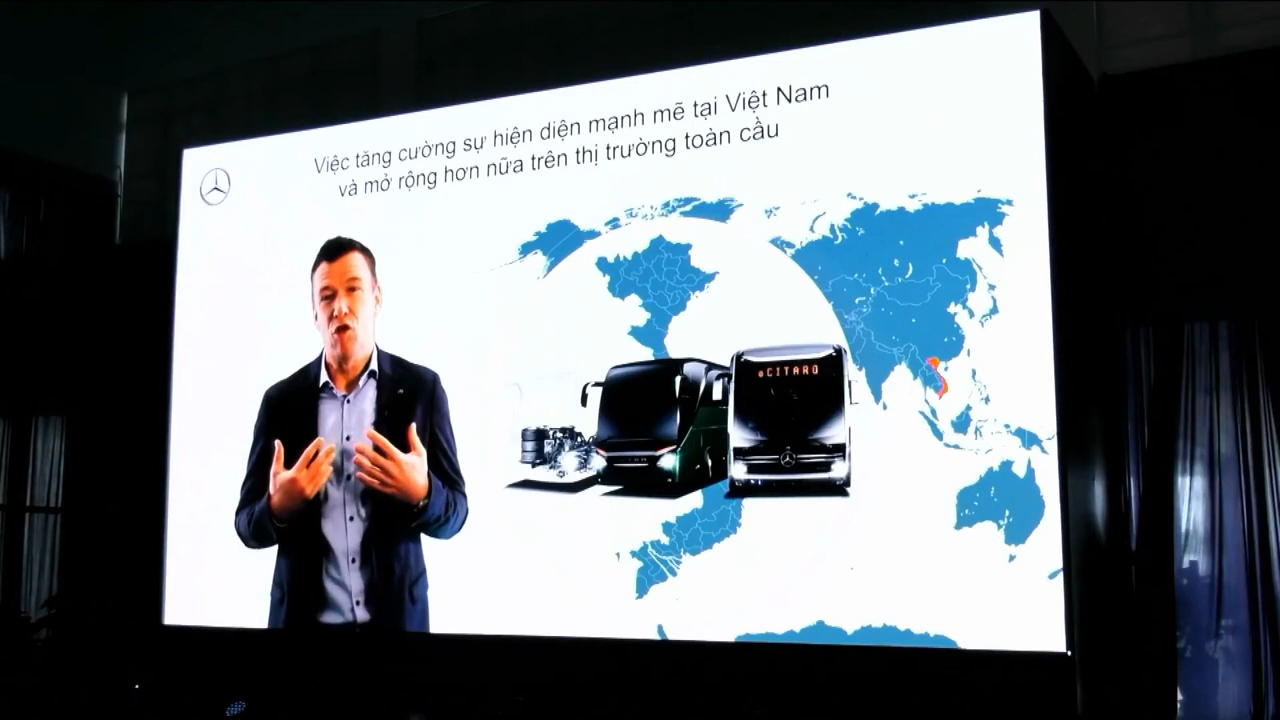 Việc tăng cường sự hiện diện mạnh mẽ tại Việt Nam
và mở rộng hơn nữa trên thị trường toàn cầu
eCITARO